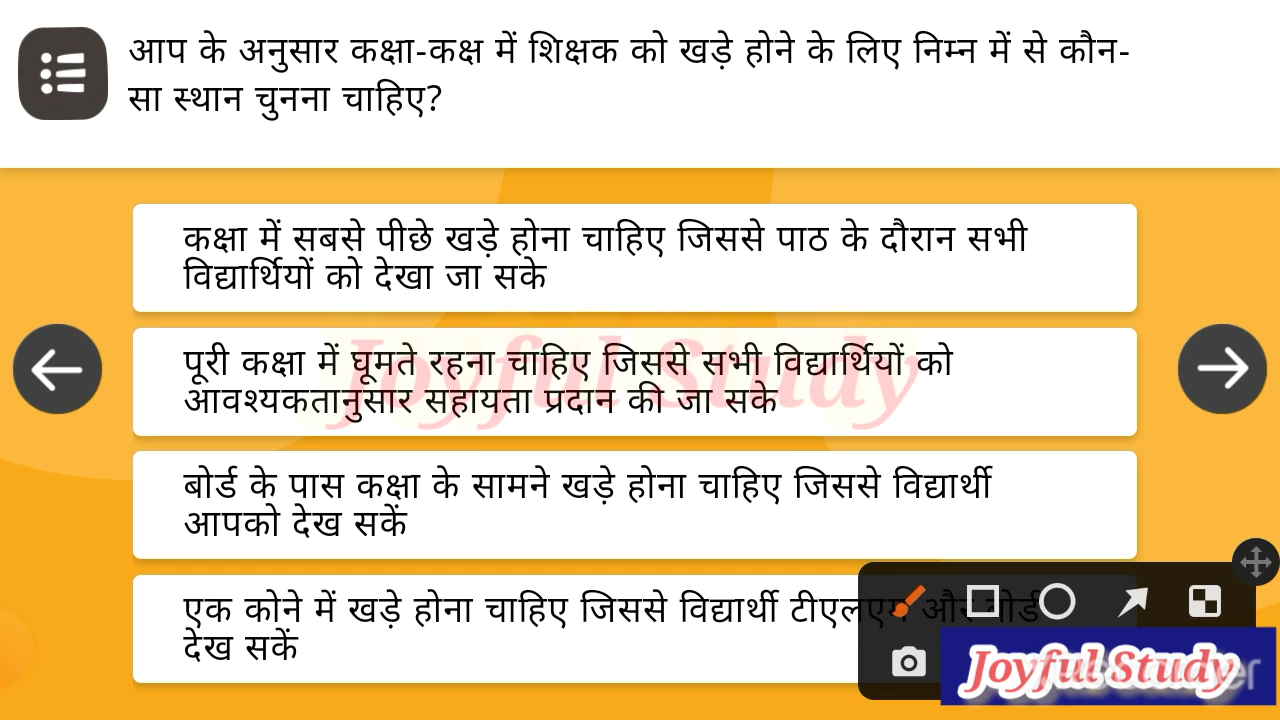 आप के अनुसार कक्षा-कक्ष में शिक्षक को खड़े होने के लिए निम्न में से कौन-
सा स्थान चुनना चाहिए?
कक्षा में सबसे पीछे खड़े होना चाहिए जिससे पाठ के दौरान सभी
विद्यार्थियों को देखा जा सके
पूरी कक्षा में घूमते रहना चाहिए जिससे सभी विद्यार्थियों को
आवश्यकतानुसार सहायता प्रदान की जा सके
Joyful Study
बोर्ड के पास कक्षा के सामने खड़े होना चाहिए जिससे विद्यार्थी
आपको देख सकें
एक कोने में खड़े होना चाहिए जिससे विद्यार्थी टीएलएम और बोर्ड
देख सकें
Joyful Study